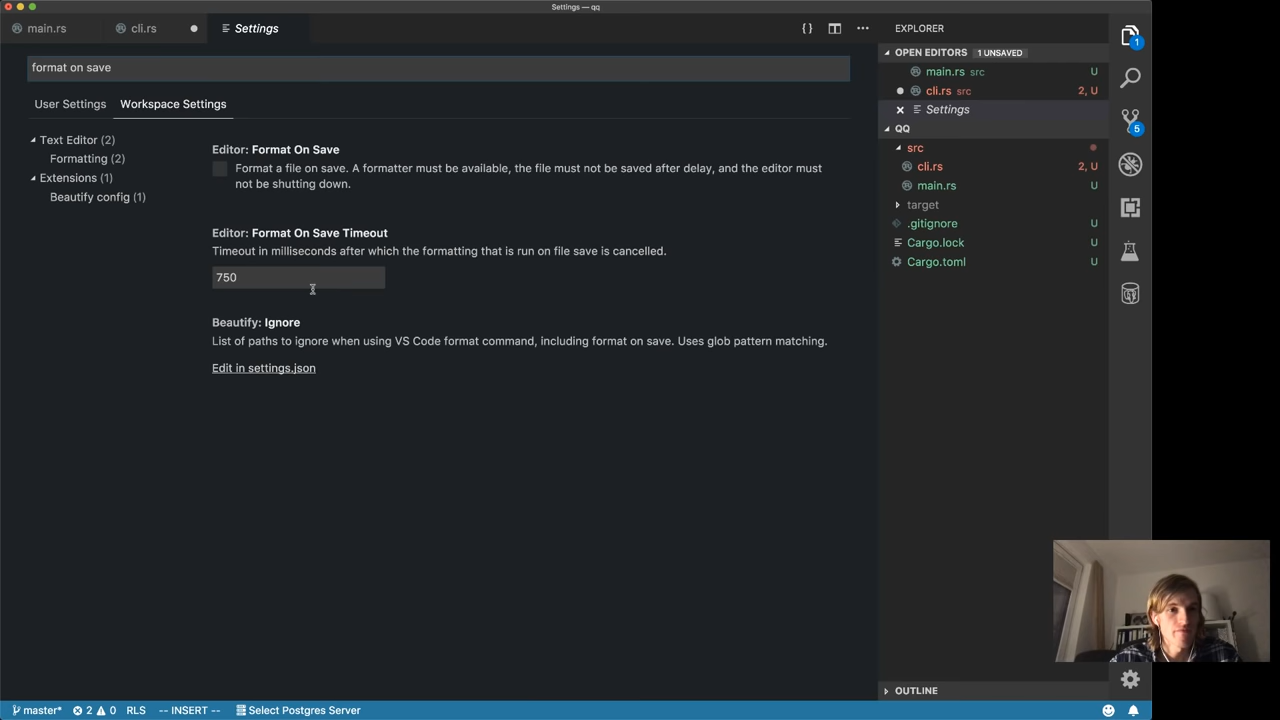 Settings — qq
main.rs
cli.rs
Settings
format on save
User Settings
Workspace Settings
Text Editor (2)
Formatting (2)
Extensions (1)
Beautify config (1)
Editor: Format On Save
Format a file on save. A formatter must be available, the file must not be saved after delay, and the editor must
not be shutting down.
Editor: Format On Save Timeout
Timeout in milliseconds after which the formatting that is run on file save is cancelled.
750
Beautify: Ignore
List of paths to ignore when using VS Code format command, including format on save. Uses glob pattern matching.
Edit in settings.json
EXPLORER
OPEN EDITORS 1 UNSAVED
main.rs src U
cli.rs src 2, U
Settings
QQ
src
cli.rs 2, U
main.rs U
target
.gitignore U
Cargo.lock U
Cargo.toml U
OUTLINE
1
5
master* 2 0 RLS -- INSERT -- Select Postgres Server